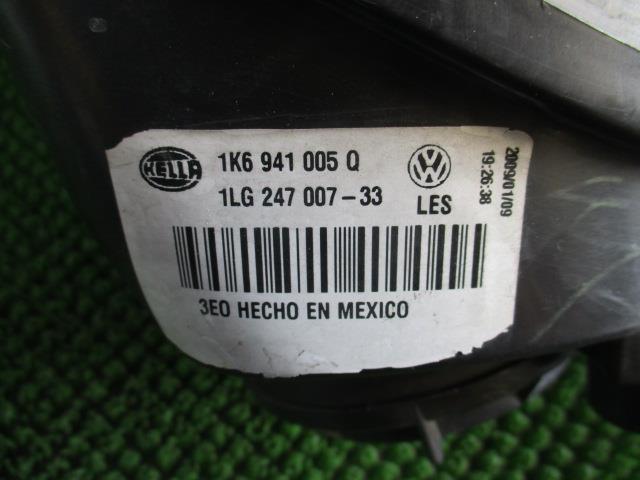 HELLA
1K6 941 005 Q
1LG 247 007-33
LES
3EO HECHO EN MEXICO
2009/01/09
19:26:38